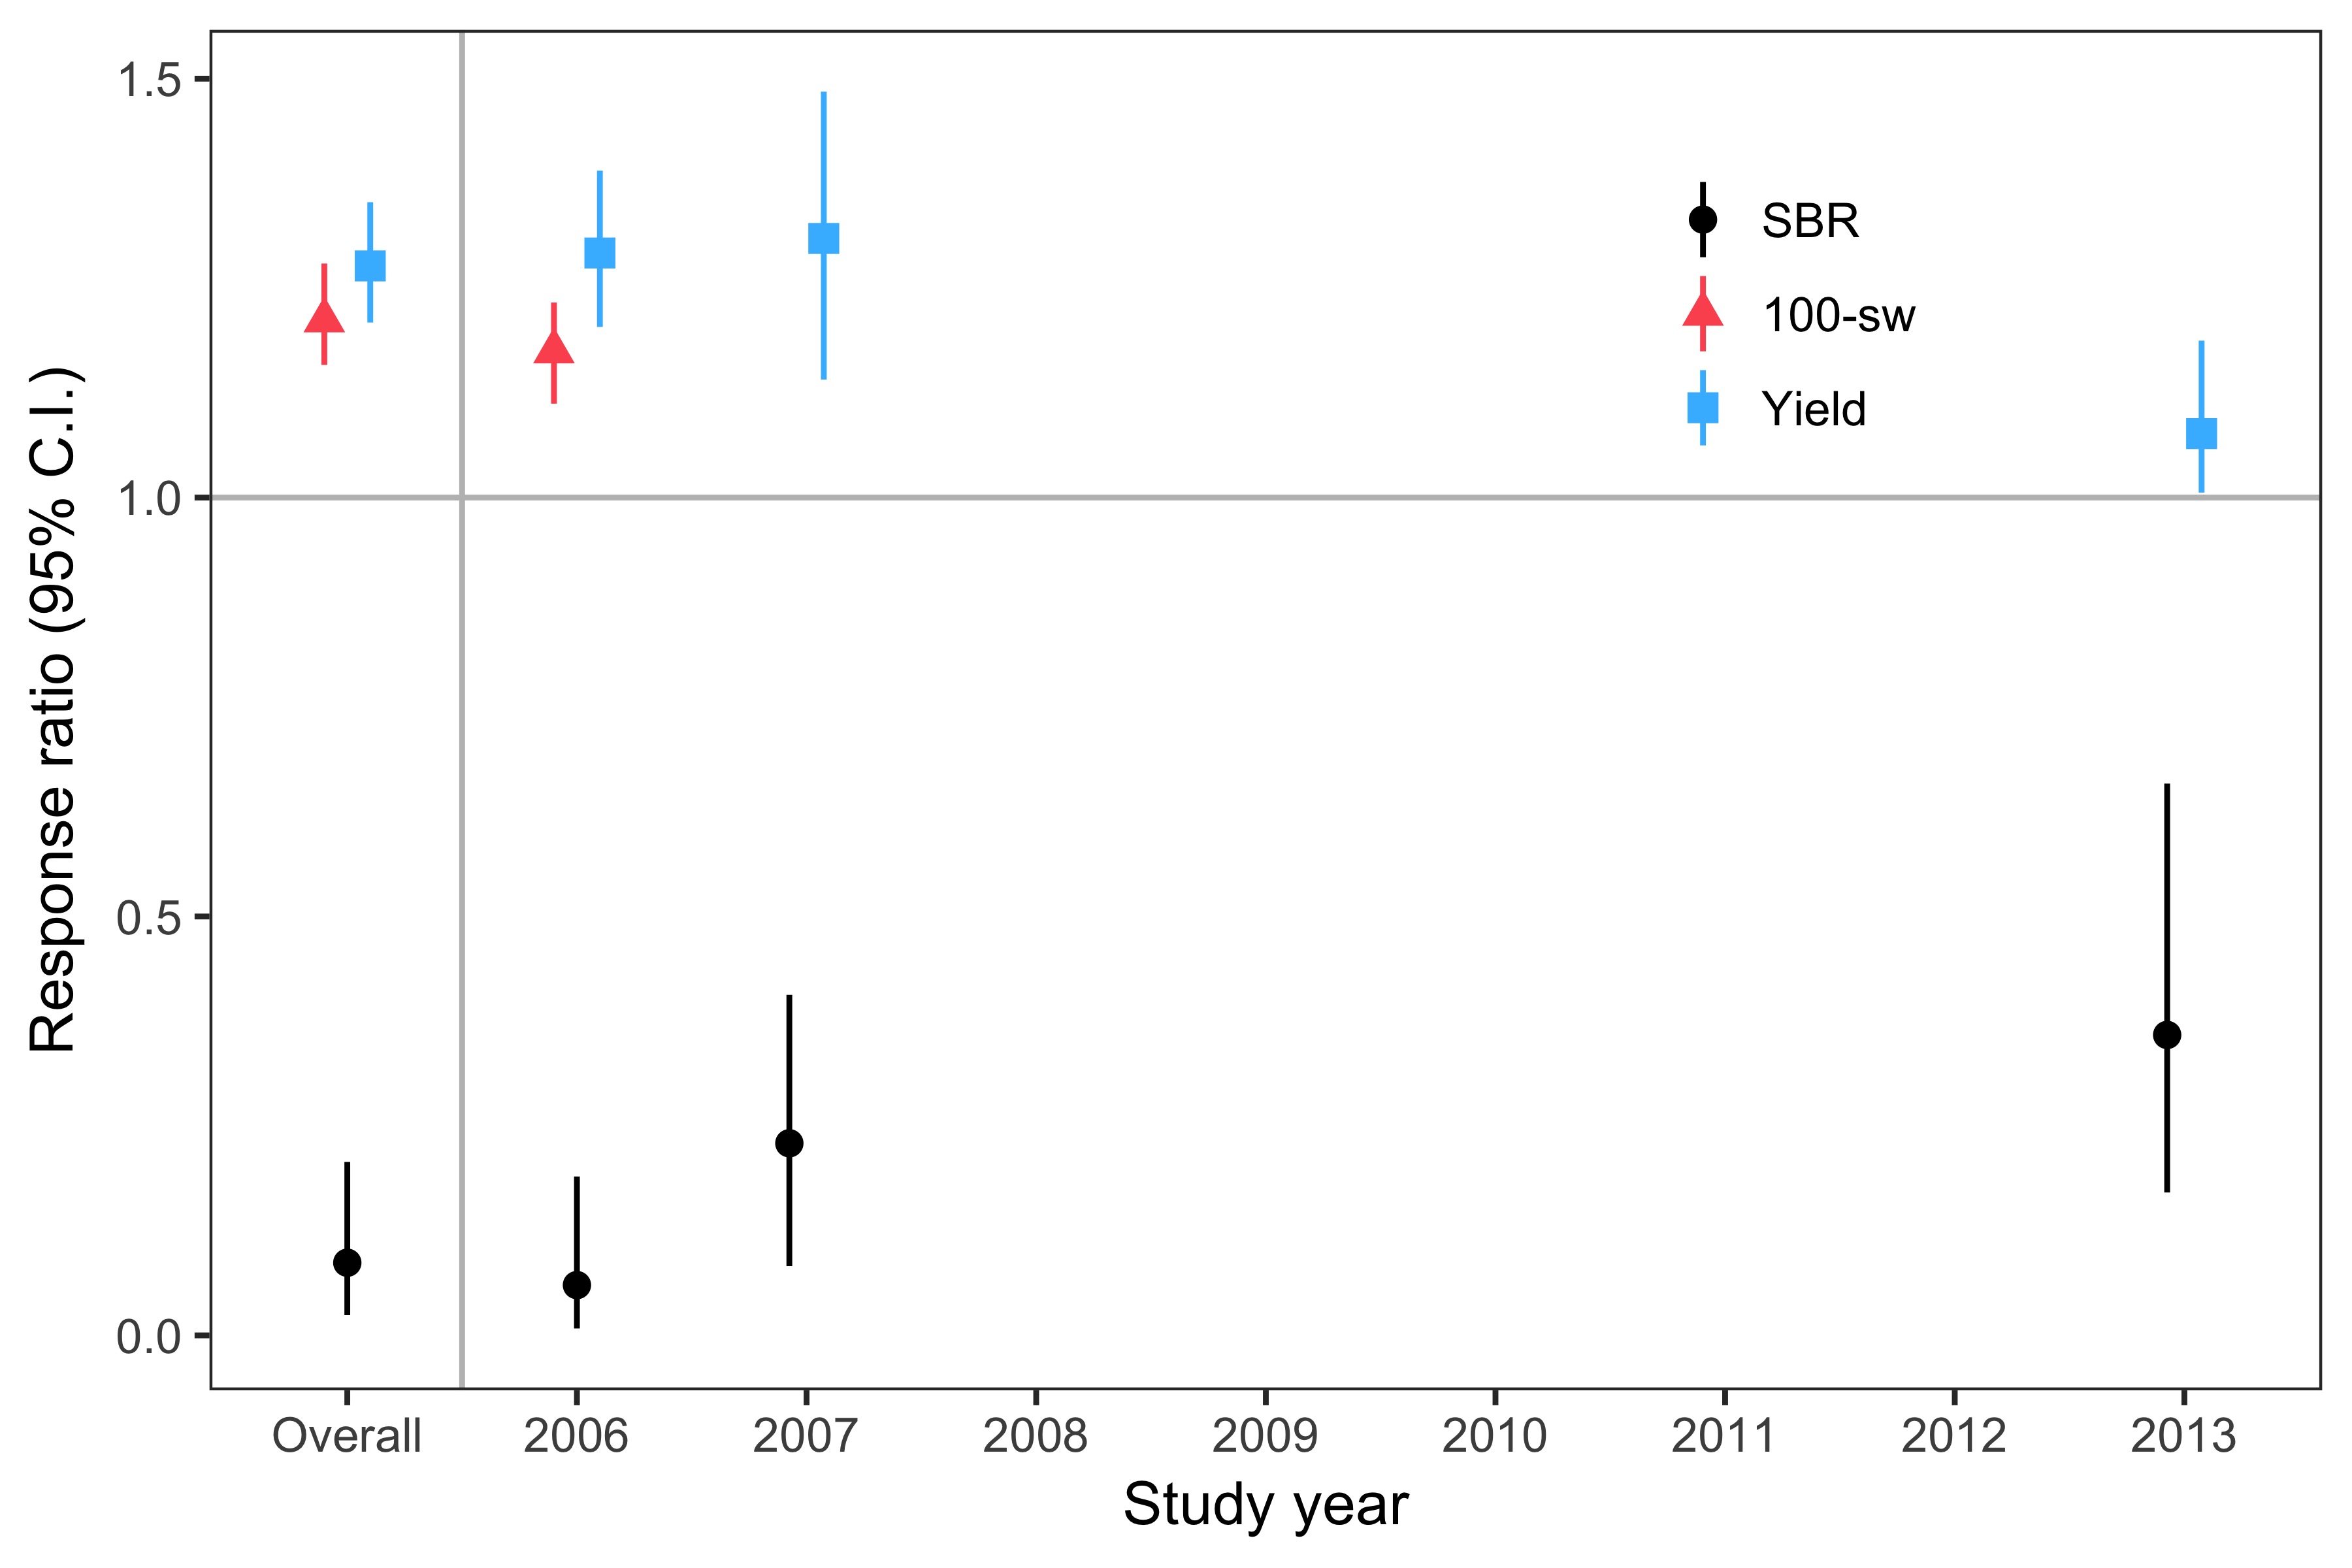 Response ratio (95% C.I.)
1.5
1.0
0.5
0.0
SBR
100-sw
Yield
Overall 2006 2007 2008 2009 2010 2011 2012 2013
Study year